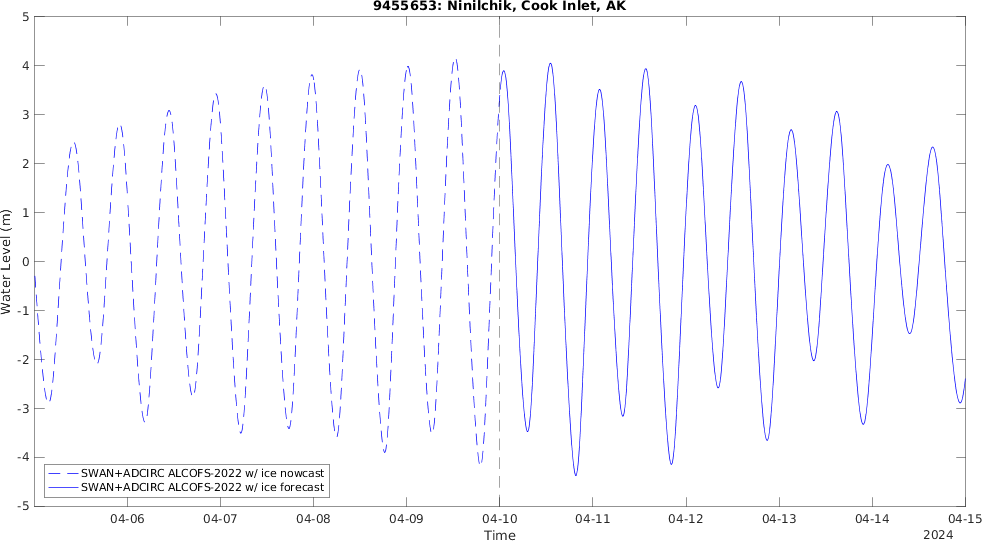 9455653: Ninilchik, Cook Inlet, AK
5
4
3
2
1
0
-1
-2
-3
-4
-5
Water Level (m)
SWAN+ADCIRC ALCOFS-2022 w/ ice nowcast
SWAN+ADCIRC ALCOFS-2022 w/ ice forecast
04-06 04-07 04-08 04-09 04-10 04-11 04-12 04-13 04-14 04-15
Time
2024